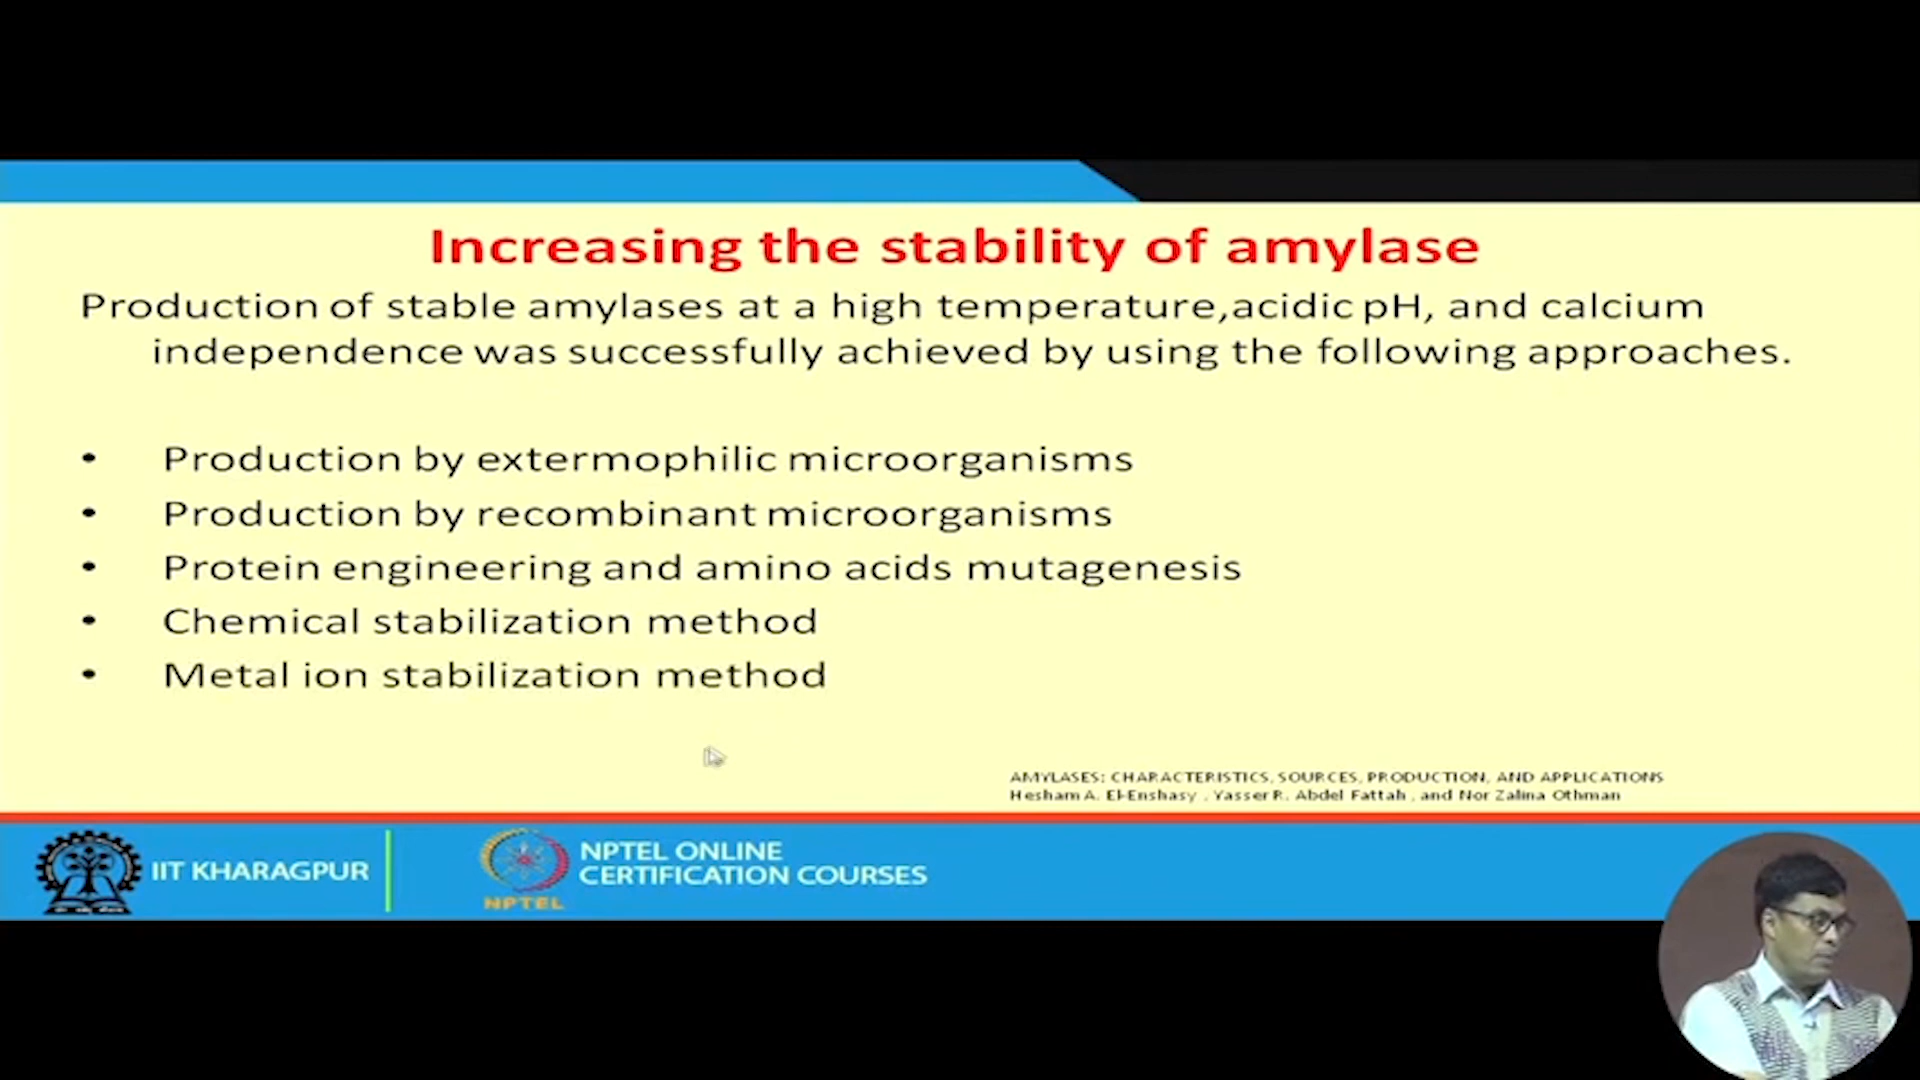 Increasing the stability of amylase
Production of stable amylases at a high temperature,acidic pH, and calcium
independence was successfully achieved by using the following approaches.
• Production by extermophilic microorganisms
• Production by recombinant microorganisms
• Protein engineering and amino acids mutagenesis
• Chemical stabilization method
• Metal ion stabilization method
AMYLASES: CHARACTERISTICS, SOURCES, PRODUCTION, AND APPLICATIONS
Hesham A. El-Enshasy , Yasser R. Abdel Fattah , and Nor Zalina Othman
IIT KHARAGPUR
NPTEL ONLINE
CERTIFICATION COURSES
NPTEL